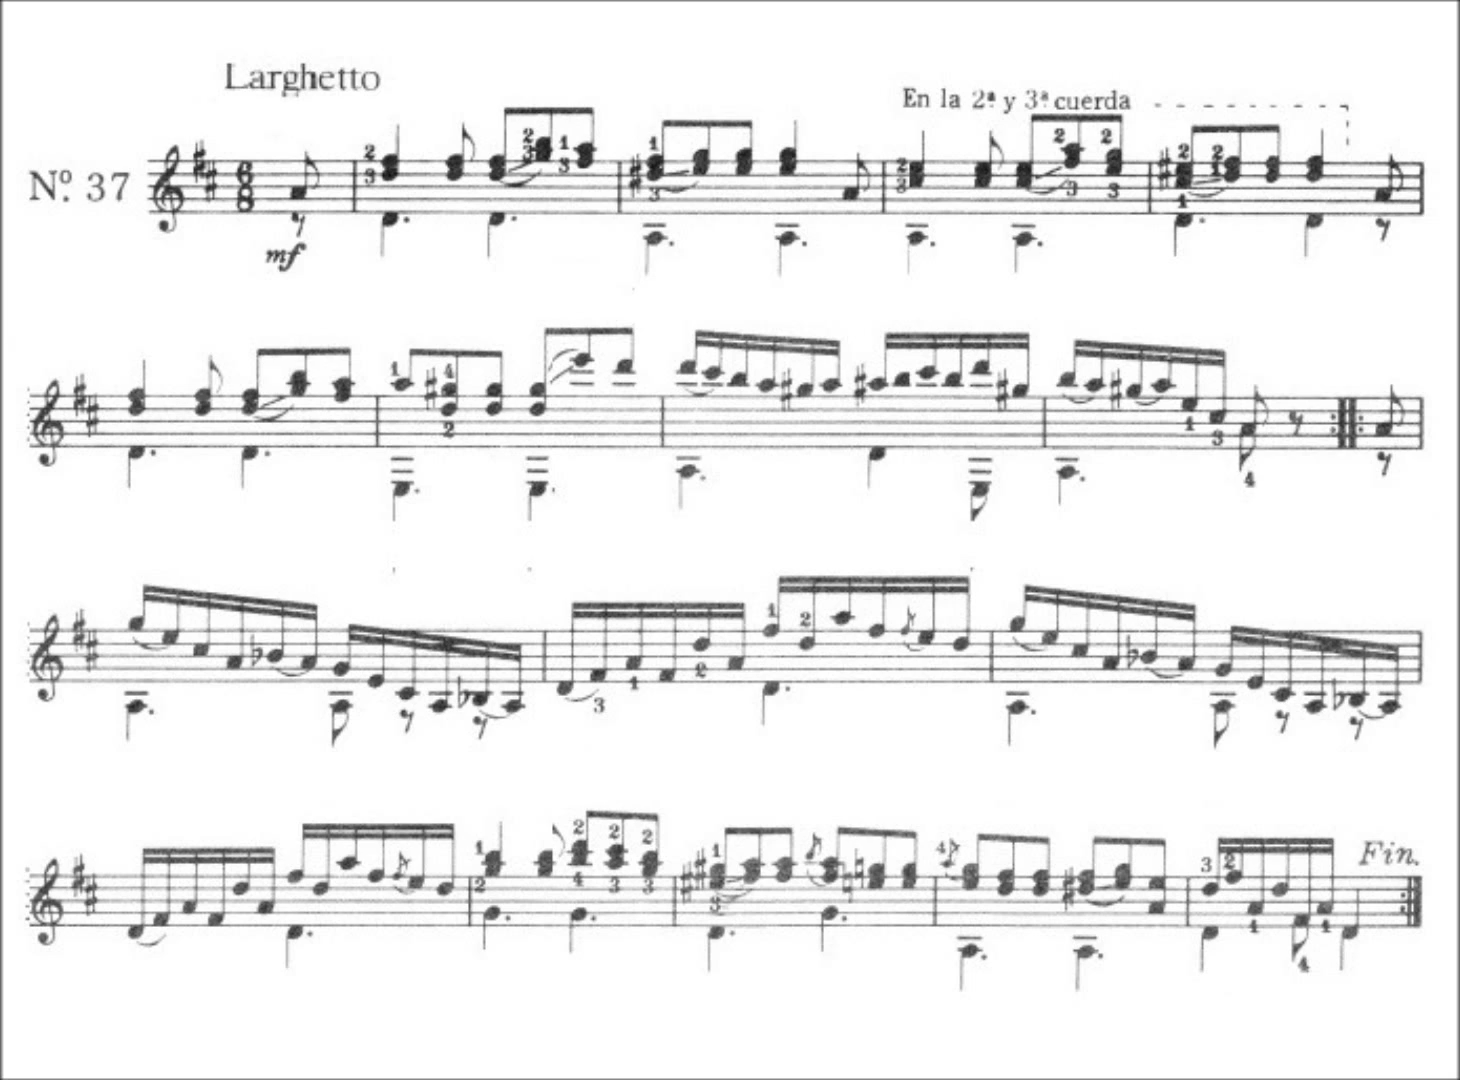 Larghetto
En la 2ª y 3ª cuerda
Nº 37
mf
Fin.